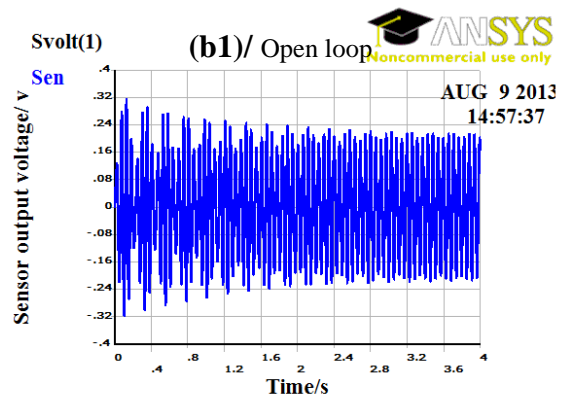 Svolt(1)
(b1)/ Open loop
ANSYS
Noncommercial use only
Sen
AUG 9 2013
14:57:37
Sensor output voltage/ v
.4
.32
.24
.16
.08
0
-.08
-.16
-.24
-.32
-.4
0 .4 .8 1.2 1.6 2 2.4 2.8 3.2 3.6 4
Time/s